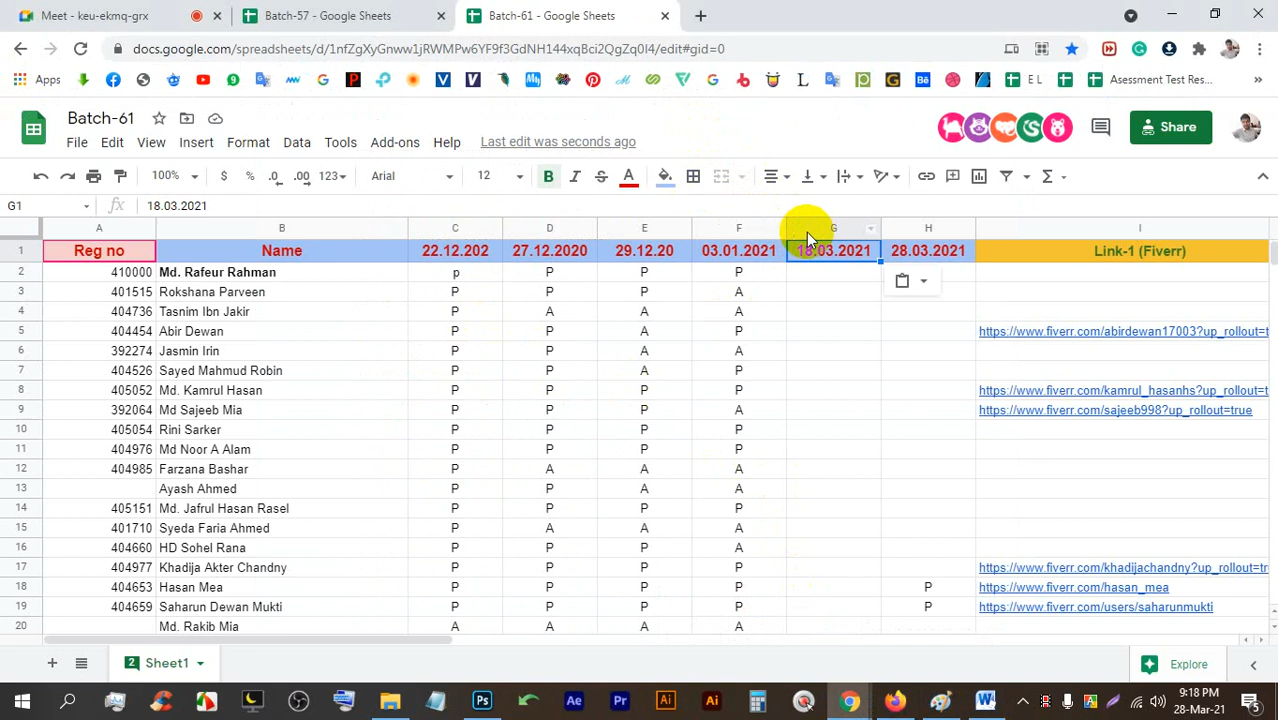 Meet - keu-ekmq-grx
Batch-57 - Google Sheets
Batch-61 - Google Sheets
docs.google.com/spreadsheets/d/1nfZgXyGnww1jRWMPw6YF9f3GdNH144xqBci2QgZq0I4/edit#gid=0
Apps
E L
Asessment Test Res...
Batch-61
Share
File Edit View Insert Format Data Tools Add-ons Help Last edit was seconds ago
100% $ % .0 .00 123 Arial 12 B I S A
G1 fx 18.03.2021
A B C D E F G H I
1 Reg no Name 22.12.202 27.12.2020 29.12.20 03.01.2021 18.03.2021 28.03.2021 Link-1 (Fiverr)
2 410000 Md. Rafeur Rahman p P P P
3 401515 Rokshana Parveen P P P A
4 404736 Tasnim Ibn Jakir P A A A
5 404454 Abir Dewan P P A P https://www.fiverr.com/abirdewan17003?up_rollout=t
6 392274 Jasmin Irin P P A A
7 404526 Sayed Mahmud Robin P P A P
8 405052 Md. Kamrul Hasan P P P P https://www.fiverr.com/kamrul_hasanhs?up_rollout=t
9 392064 Md Sajeeb Mia P P P A https://www.fiverr.com/sajeeb998?up_rollout=true
10 405054 Rini Sarker P P P P
11 404976 Md Noor A Alam P P P P
12 404985 Farzana Bashar P A A A
13 Ayash Ahmed P P A A
14 405151 Md. Jafrul Hasan Rasel P P P P
15 401710 Syeda Faria Ahmed P A A A
16 404660 HD Sohel Rana P P P A
17 404977 Khadija Akter Chandny P P P P https://www.fiverr.com/khadijachandny?up_rollout=tr
18 404653 Hasan Mea P P P P P https://www.fiverr.com/hasan_mea
19 404659 Saharun Dewan Mukti P P P P P https://www.fiverr.com/users/saharunmukti
20 Md. Rakib Mia A A A A
2 Sheet1
Explore
9:18 PM
28-Mar-21